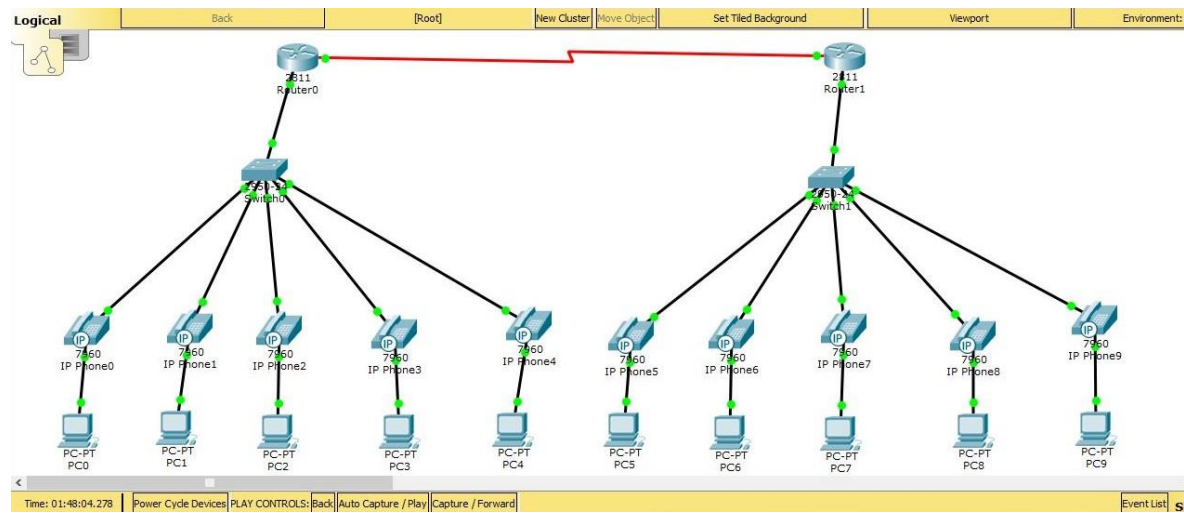 Logical
Back
[Root]
New Cluster
Move Object
Set Tiled Background
Viewport
Environment:
2811
Router0
2811
Router1
2950-24
Switch0
2950-24
Switch1
7960
IP Phone0
7960
IP Phone1
7960
IP Phone2
7960
IP Phone3
7960
IP Phone4
7960
IP Phone5
7960
IP Phone6
7960
IP Phone7
7960
IP Phone8
7960
IP Phone9
PC-PT
PC0
PC-PT
PC1
PC-PT
PC2
PC-PT
PC3
PC-PT
PC4
PC-PT
PC5
PC-PT
PC6
PC-PT
PC7
PC-PT
PC8
PC-PT
PC9
Time: 01:48:04.278
Power Cycle Devices
PLAY CONTROLS:
Back
Auto Capture / Play
Capture / Forward
Event List
S